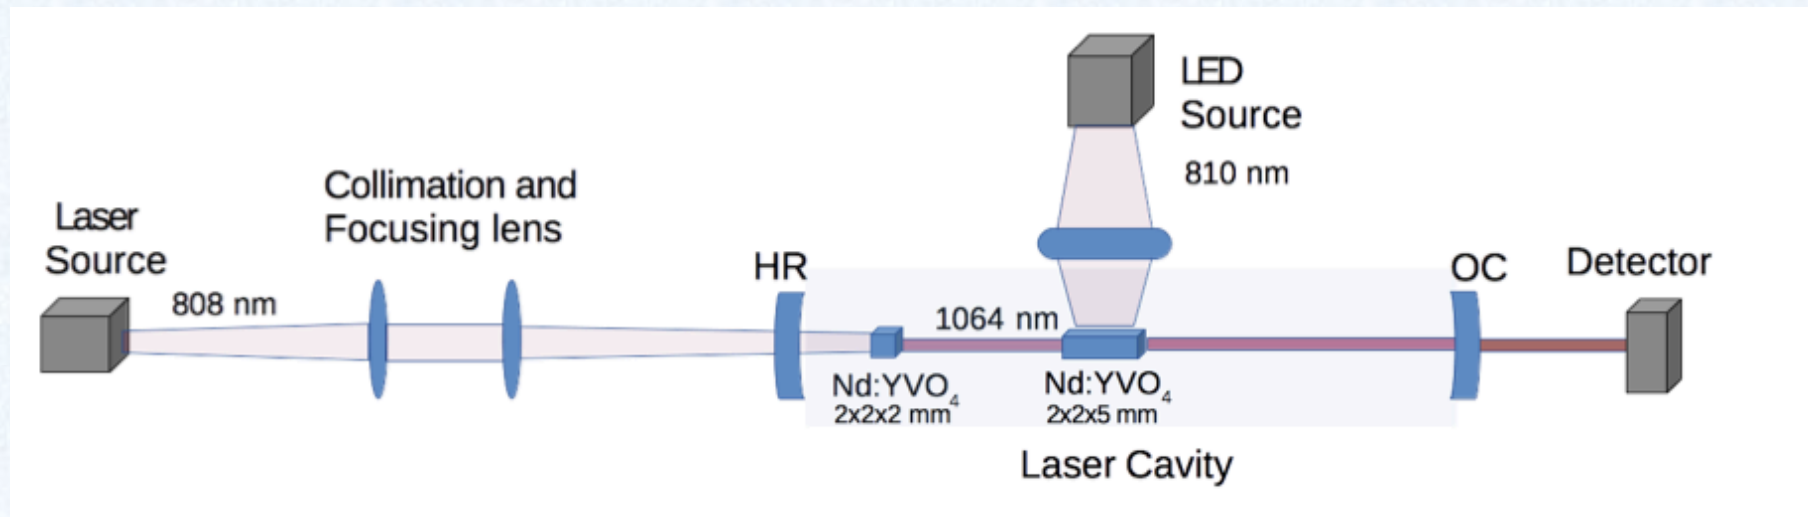 Laser
Source
808 nm
Collimation and
Focusing lens
HR
1064 nm
Nd:YVO₄
2x2x2 mm
Nd:YVO₄
2x2x5 mm
Laser Cavity
LED
Source
810 nm
OC
Detector